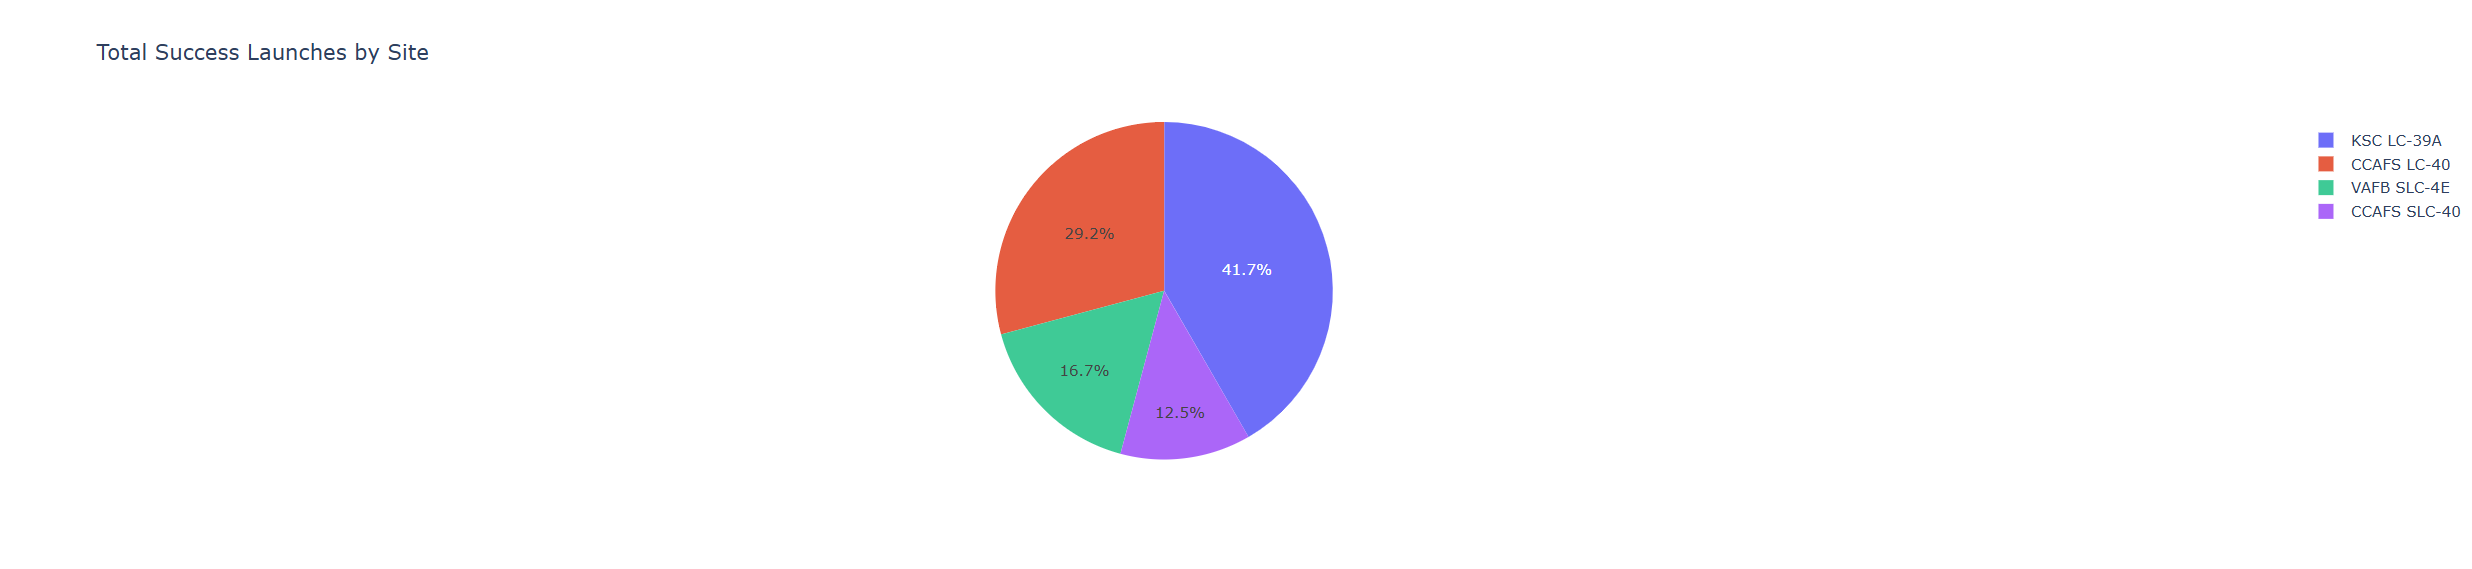 Total Success Launches by Site
KSC LC-39A
CCAFS LC-40
VAFB SLC-4E
CCAFS SLC-40
29.2%
41.7%
16.7%
12.5%